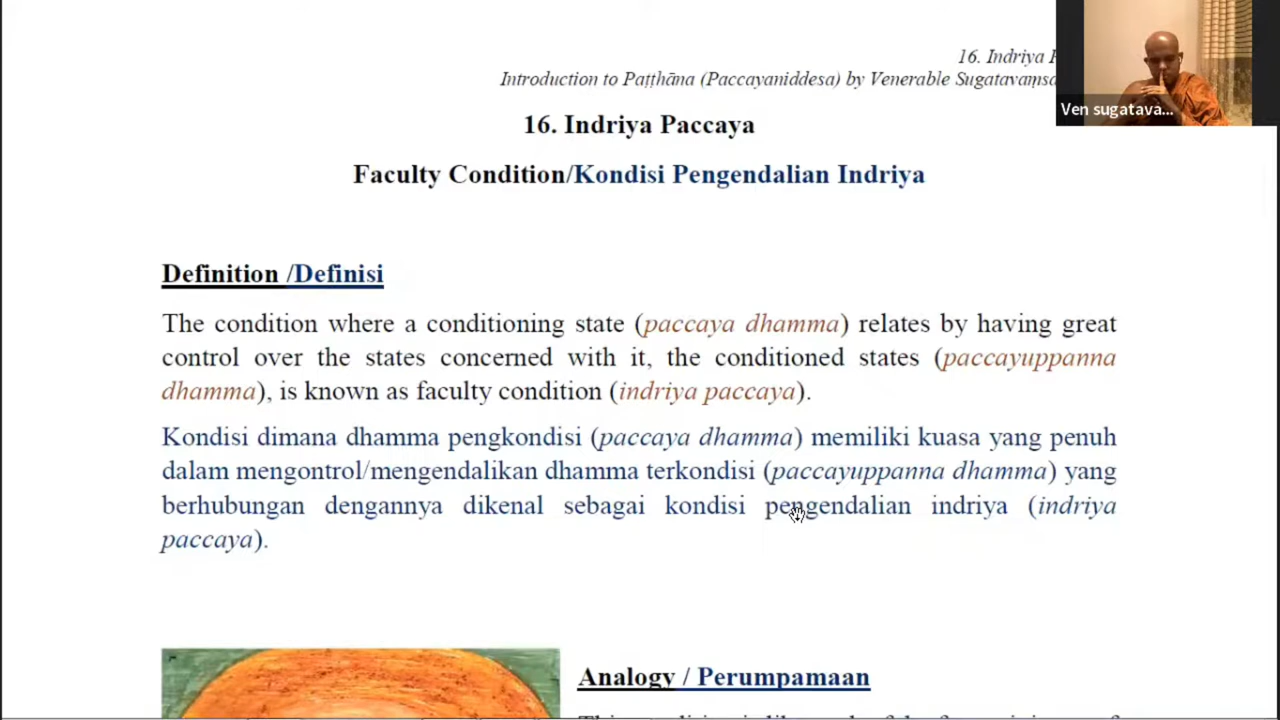 16. Indriya
Introduction to Paṭṭhāna (Paccayaniddesa) by Venerable Sugatavaṃsa
Ven sugatava...
16. Indriya Paccaya
Faculty Condition/Kondisi Pengendalian Indriya
Definition /Definisi
The condition where a conditioning state (paccaya dhamma) relates by having great
control over the states concerned with it, the conditioned states (paccayuppanna
dhamma), is known as faculty condition (indriya paccaya).
Kondisi dimana dhamma pengkondisi (paccaya dhamma) memiliki kuasa yang penuh
dalam mengontrol/mengendalikan dhamma terkondisi (paccayuppanna dhamma) yang
berhubungan dengannya dikenal sebagai kondisi pengendalian indriya (indriya
paccaya).
Analogy / Perumpamaan